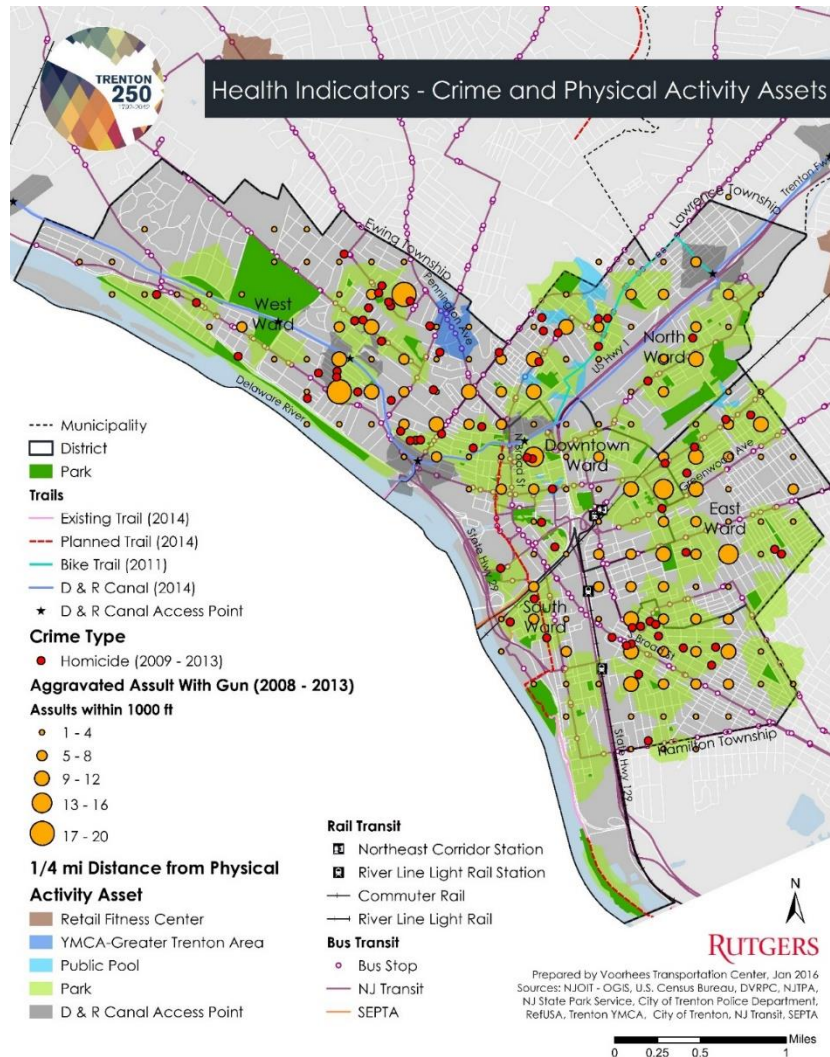 TRENTON
250
1792-2042
Health Indicators - Crime and Physical Activity Assets
Trenton Fwy
Lawrence Township
Ewing Township
Pennington Ave
West
Ward
North
Ward
US Hwy 1
Delaware River
N Broad St
Downtown
Ward
Greenwood Ave
East
Ward
State Hwy 29
South
Ward
S Broad St
Hamilton Township
State Hwy 129
Municipality
District
Park
Trails
Existing Trail (2014)
Planned Trail (2014)
Bike Trail (2011)
D & R Canal (2014)
D & R Canal Access Point
Crime Type
Homicide (2009 - 2013)
Aggravated Assult With Gun (2008 - 2013)
Assults within 1000 ft
1 - 4
5 - 8
9 - 12
13 - 16
17 - 20
1/4 mi Distance from Physical
Activity Asset
Retail Fitness Center
YMCA-Greater Trenton Area
Public Pool
Park
D & R Canal Access Point
Rail Transit
Northeast Corridor Station
River Line Light Rail Station
Commuter Rail
River Line Light Rail
Bus Transit
Bus Stop
NJ Transit
SEPTA
N
RUTGERS
Prepared by Voorhees Transportation Center, Jan 2016
Sources: NJOIT - OGIS, U.S. Census Bureau, DVRPC, NJTPA,
NJ State Park Service, City of Trenton Police Department,
RefUSA, Trenton YMCA, City of Trenton, NJ Transit, SEPTA
Miles
0 0.25 0.5 1